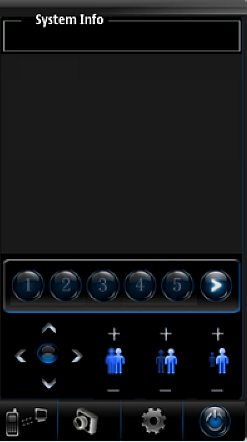 System Info
1 2 3 4 5 >
+ + +
− − −